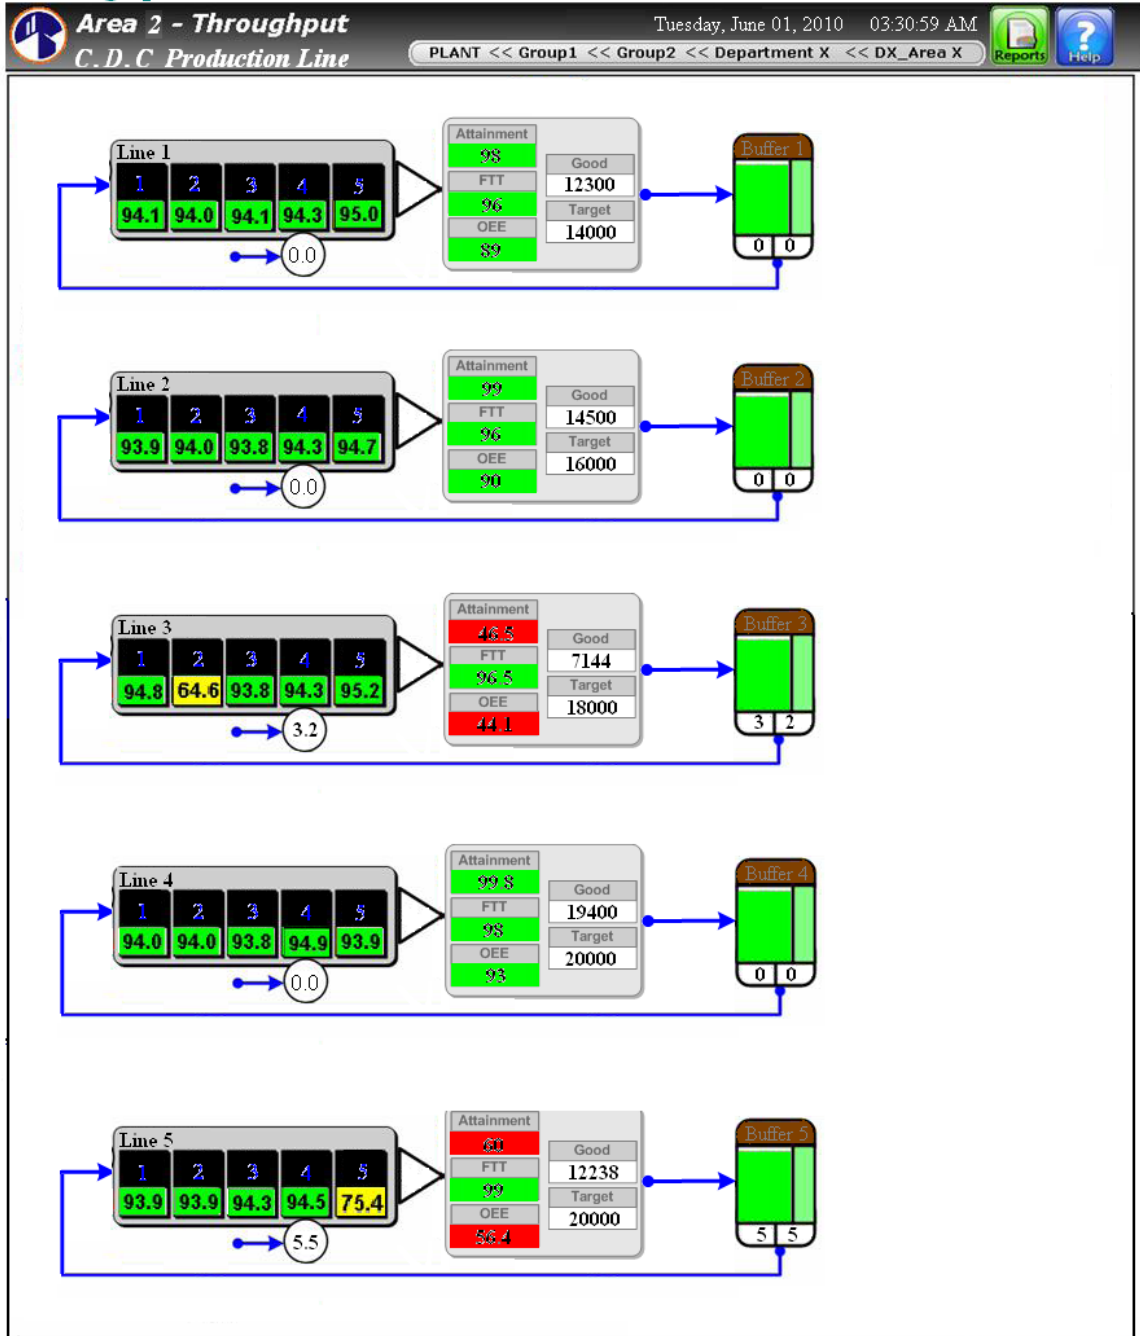 Area 2 - Throughput
Tuesday, June 01, 2010 03:30:59 AM
C.D.C Production Line
PLANT << Group1 << Group2 << Department X << DX_Area X
Reports
Help
Line 1
1 2 3 4 5
94.1 94.0 94.1 94.3 95.0
0.0
Attainment
98
FTT
96
OEE
89
Good
12300
Target
14000
Buffer 1
0 0
Line 2
1 2 3 4 5
93.9 94.0 93.8 94.3 94.7
0.0
Attainment
99
FTT
96
OEE
90
Good
14500
Target
16000
Buffer 2
0 0
Line 3
1 2 3 4 5
94.8 64.6 93.8 94.3 95.2
3.2
Attainment
46.5
FTT
96.5
OEE
44.1
Good
7144
Target
18000
Buffer 3
3 2
Line 4
1 2 3 4 5
94.0 94.0 93.8 94.9 93.9
0.0
Attainment
99.8
FTT
98
OEE
93
Good
19400
Target
20000
Buffer 4
0 0
Line 5
1 2 3 4 5
93.9 93.9 94.3 94.5 75.4
5.5
Attainment
60
FTT
99
OEE
56.4
Good
12238
Target
20000
Buffer 5
5 5